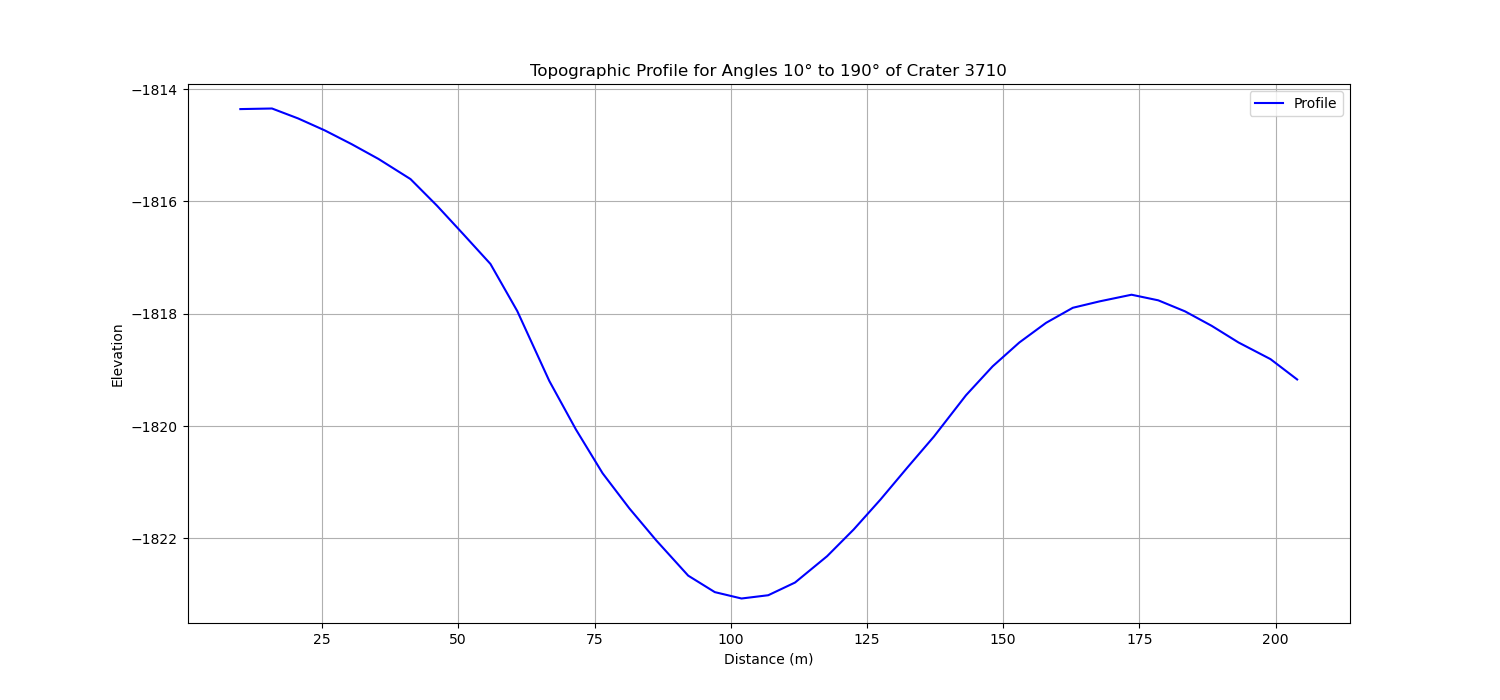 Topographic Profile for Angles 10° to 190° of Crater 3710
Profile
−1814
−1816
−1818
−1820
−1822
Elevation
25 50 75 100 125 150 175 200
Distance (m)